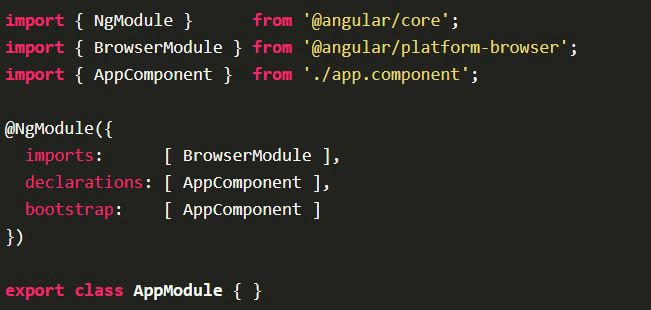 import { NgModule }      from '@angular/core';
import { BrowserModule } from '@angular/platform-browser';
import { AppComponent }  from './app.component';

@NgModule({
  imports:      [ BrowserModule ],
  declarations: [ AppComponent ],
  bootstrap:    [ AppComponent ]
})

export class AppModule { }